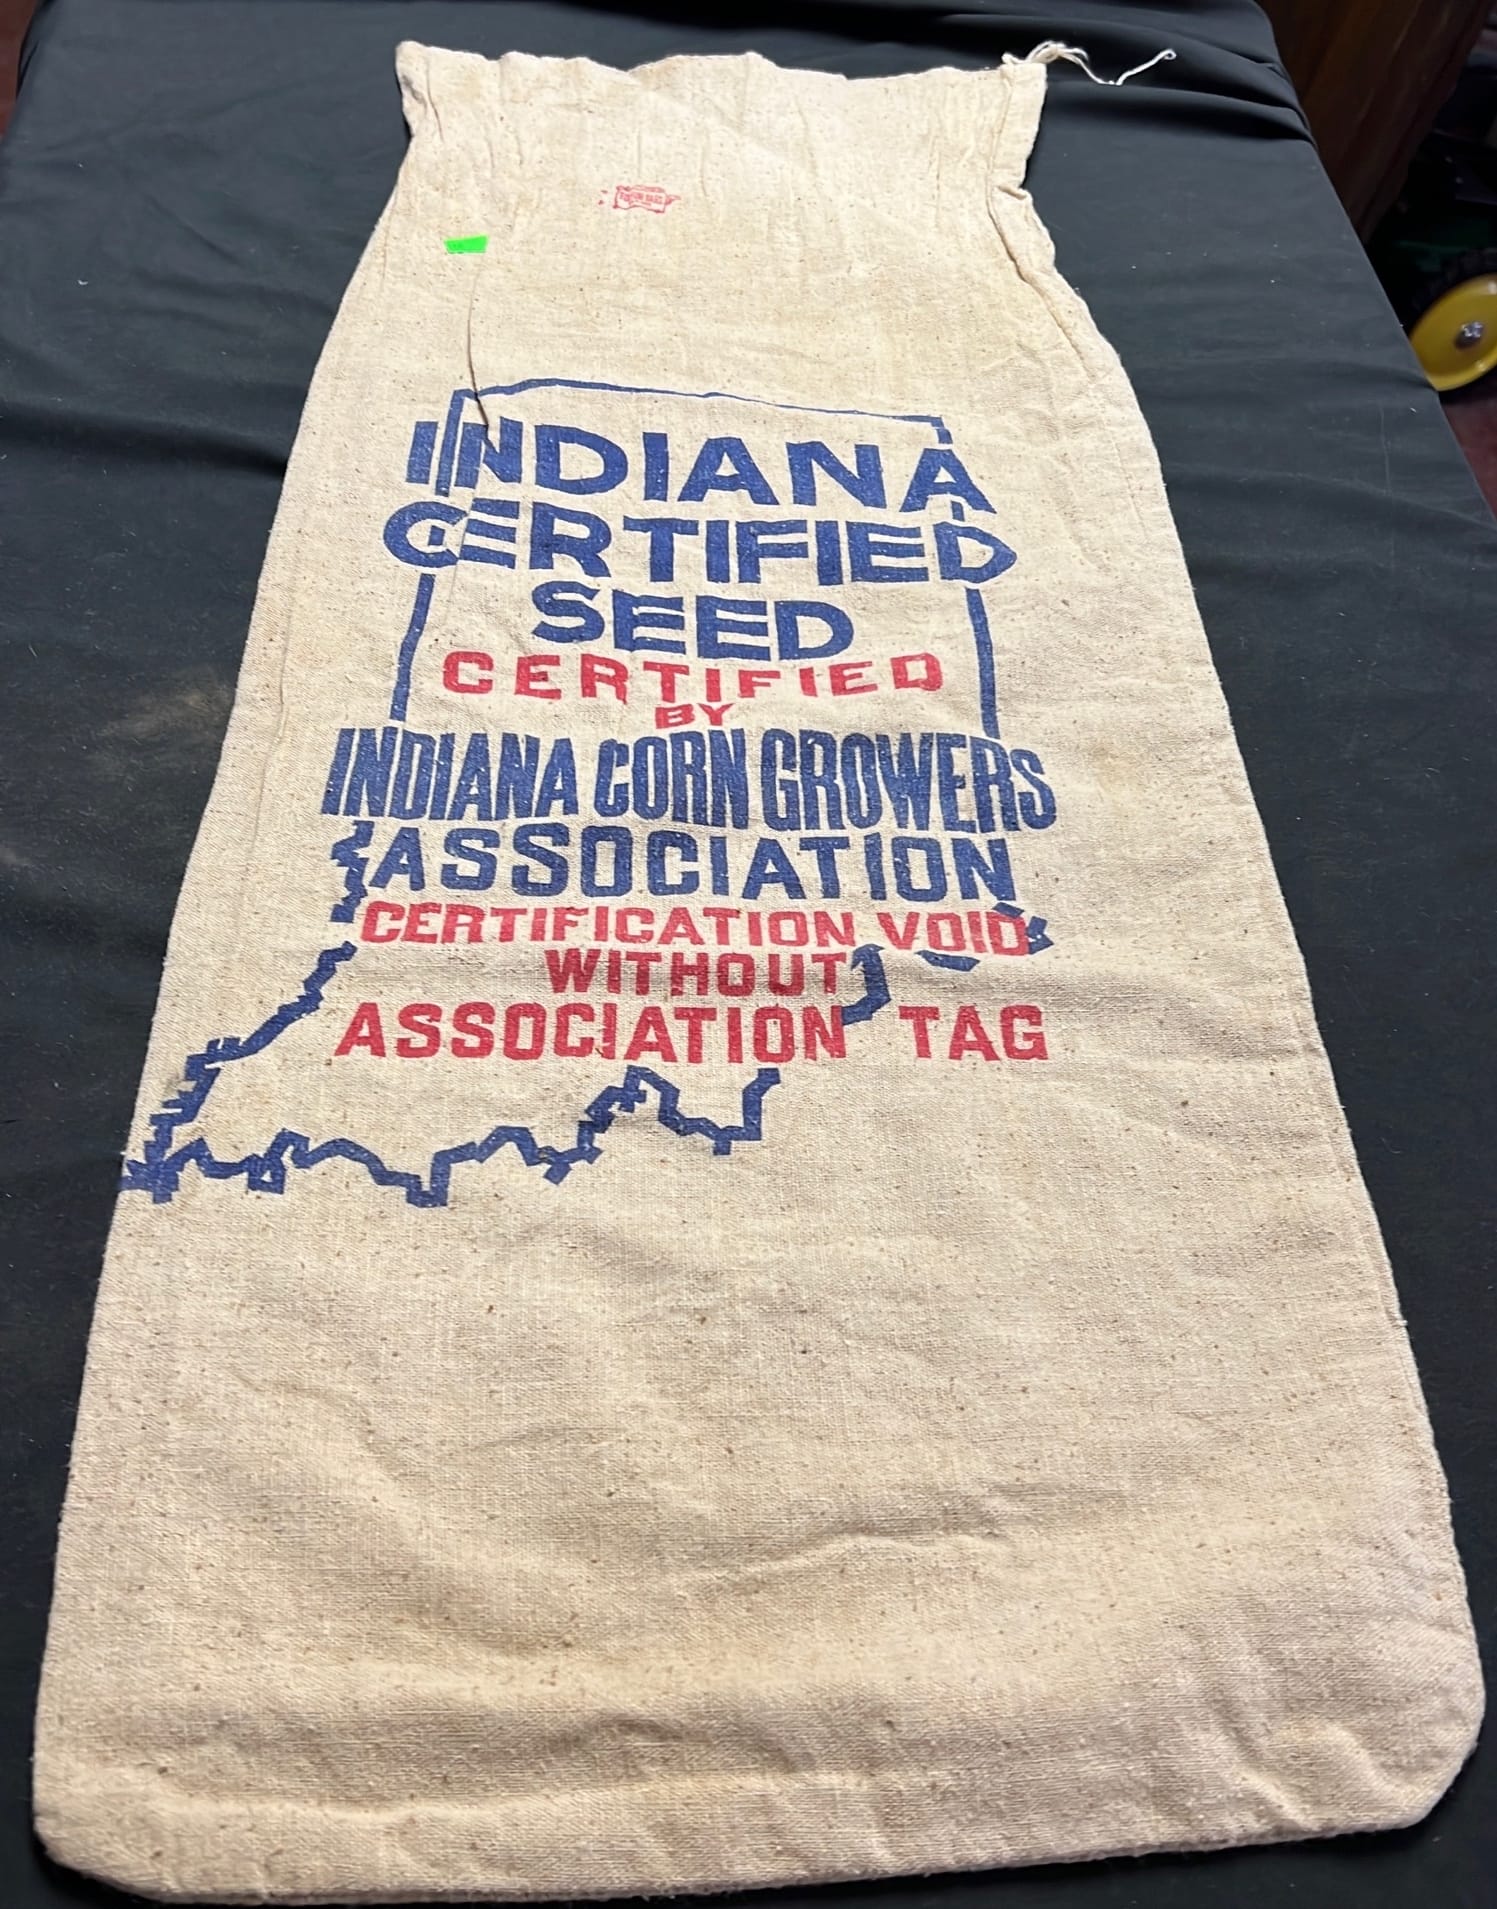 INDIANA
CERTIFIED
SEED
CERTIFIED
BY
INDIANA CORN GROWERS
ASSOCIATION
CERTIFICATION VOID
WITHOUT
ASSOCIATION TAG